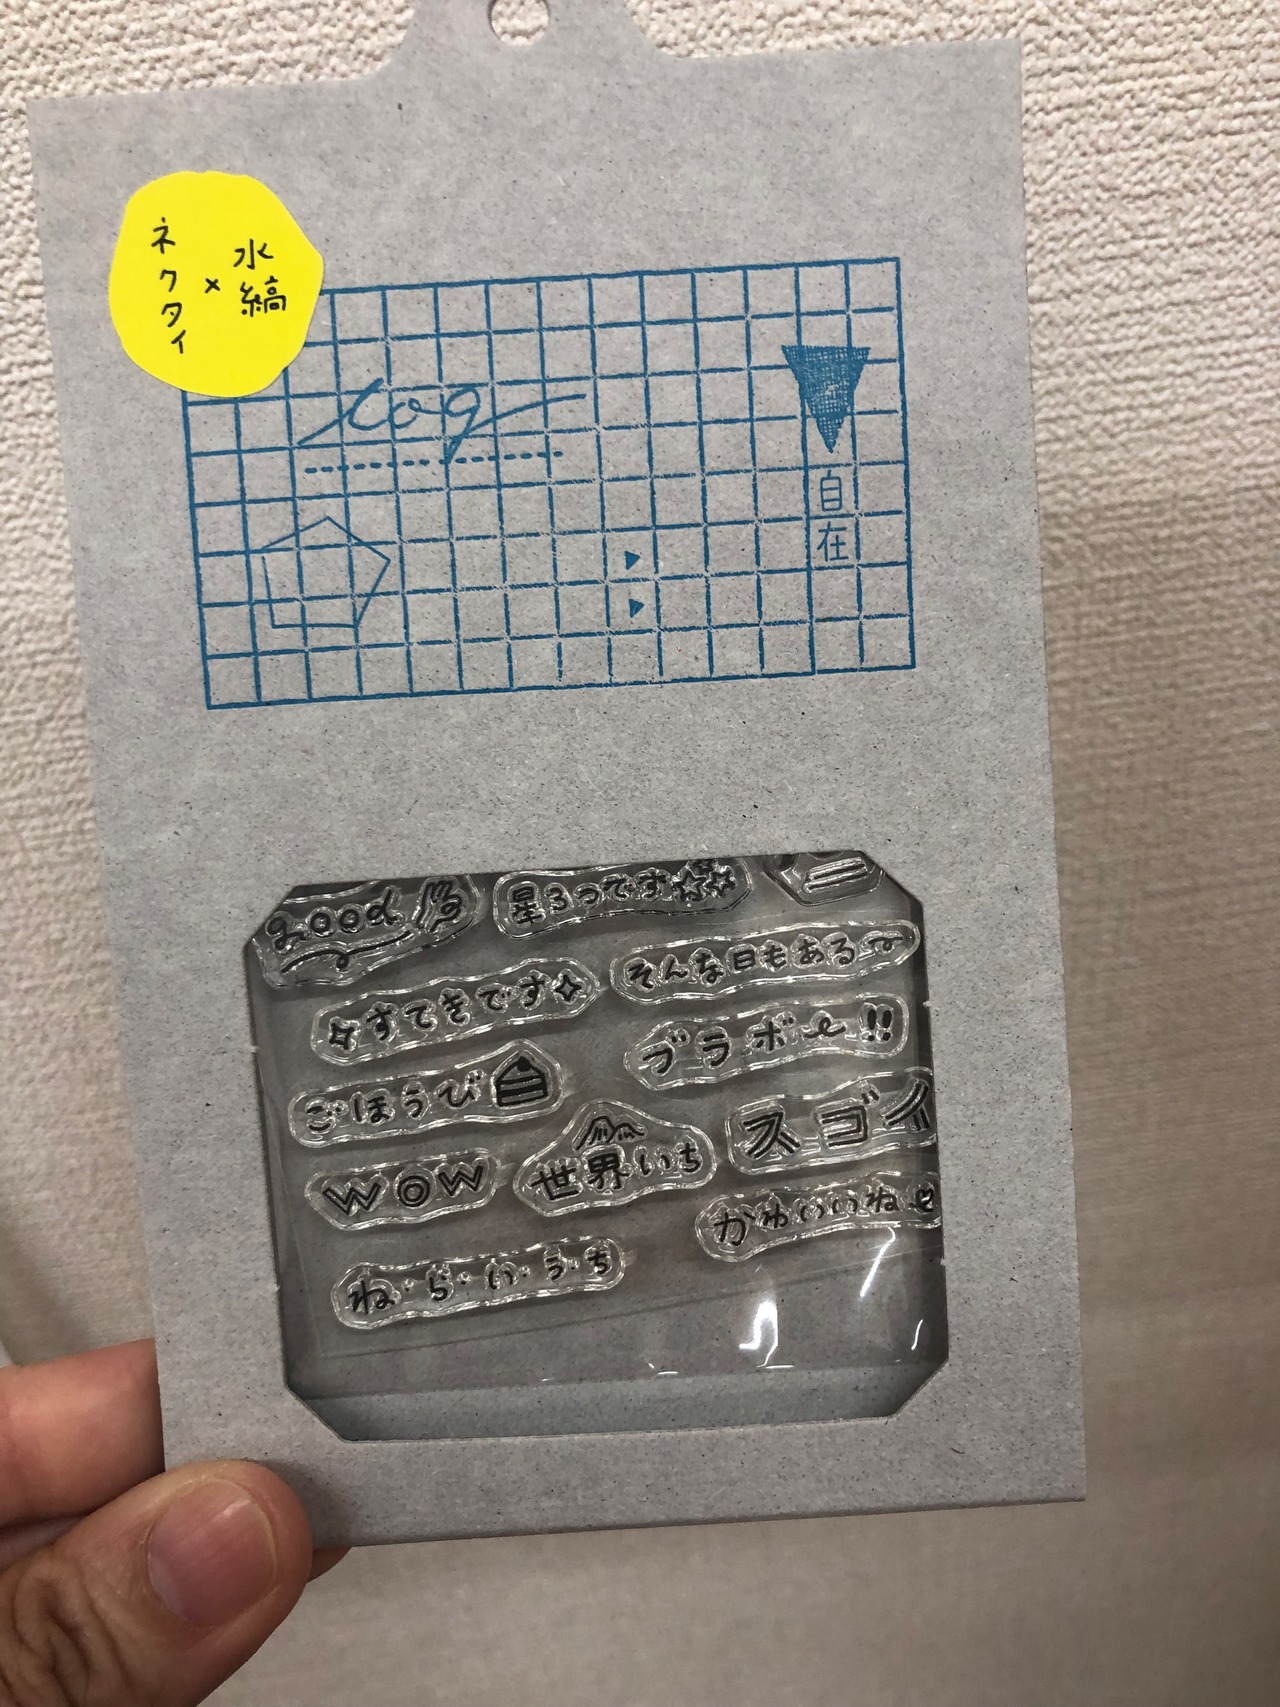 水縞
×
ネクタイ
log
自在
good
星3つです
そんな日もある
すてきです
ブラボー!!
ごほうび
スゴイ
世界いち
WOW
かわいいね
ね・ぎ・ら・い・う・ち